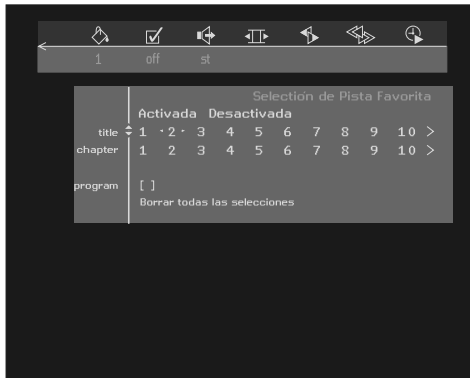 1 off st
Selectión de Pista Favorita
Activada Desactivada
title 1 · 2 · 3 4 5 6 7 8 9 10 >
chapter 1 2 3 4 5 6 7 8 9 10 >
program [ ]
Borrar todas las selecciones